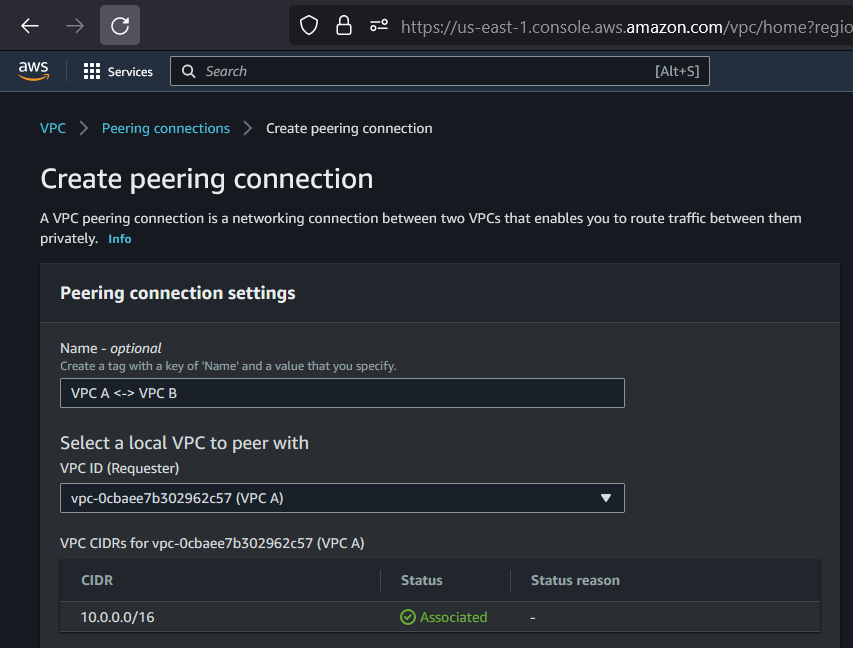 https://us-east-1.console.aws.amazon.com/vpc/home?regio
aws
Services
Search
[Alt+S]
VPC > Peering connections > Create peering connection
Create peering connection
A VPC peering connection is a networking connection between two VPCs that enables you to route traffic between them
privately. Info
Peering connection settings
Name - optional
Create a tag with a key of 'Name' and a value that you specify.
VPC A <-> VPC B
Select a local VPC to peer with
VPC ID (Requester)
vpc-0cbaee7b302962c57 (VPC A)
VPC CIDRs for vpc-0cbaee7b302962c57 (VPC A)
CIDR Status Status reason
10.0.0.0/16 Associated -